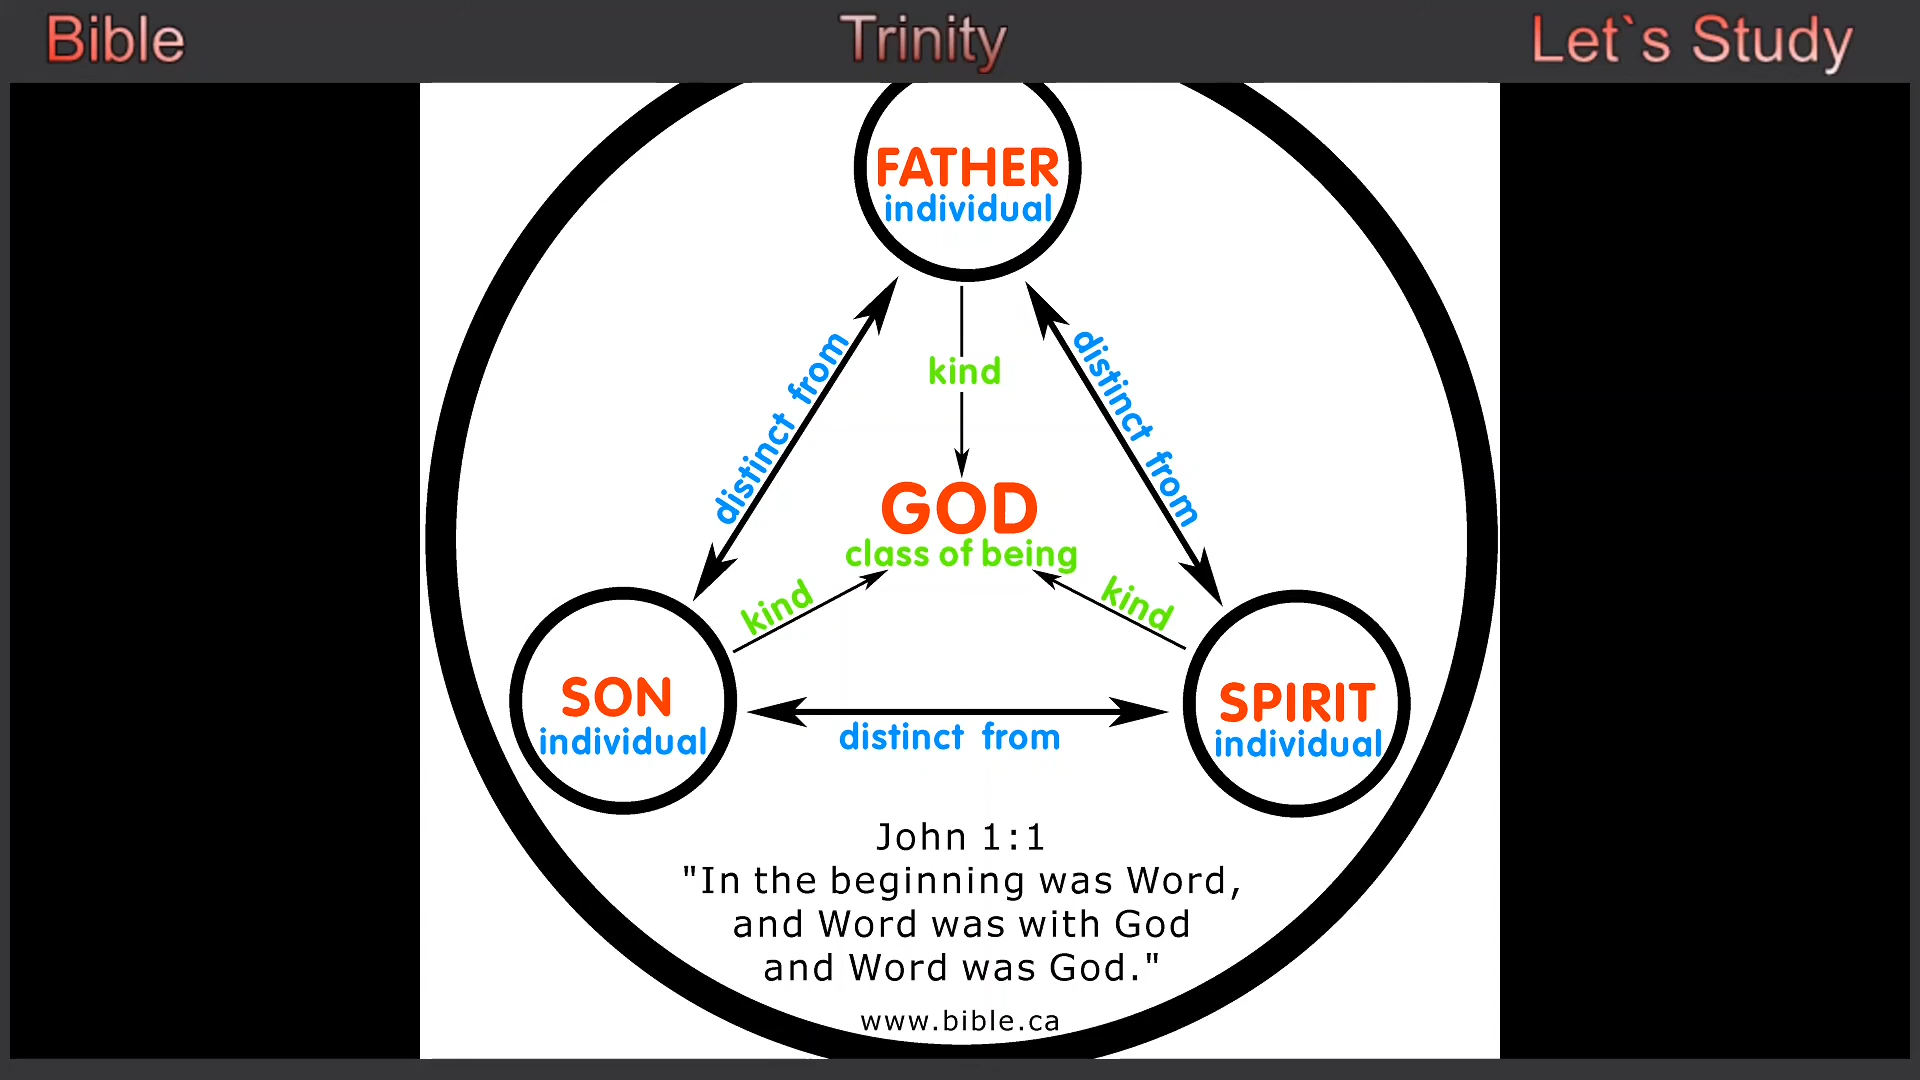 Bible
Trinity
Let`s Study
FATHER
individual
distinct from
kind
distinct from
GOD
class of being
kind
kind
SON
individual
SPIRIT
individual
distinct from
John 1:1
"In the beginning was Word,
and Word was with God
and Word was God."
www.bible.ca